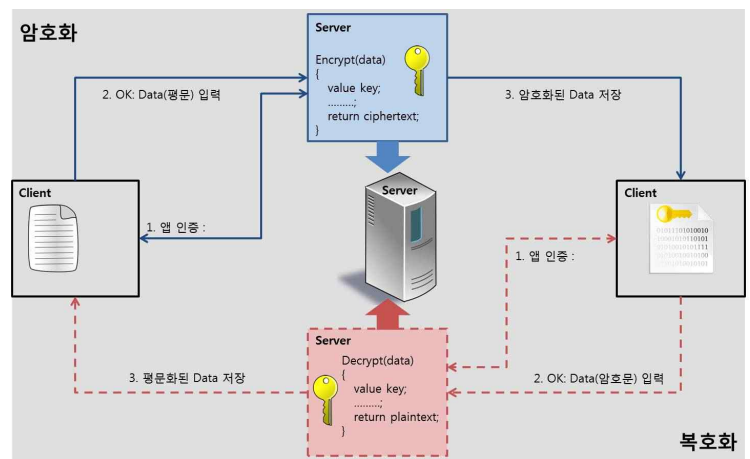 암호화
Server
Encrypt(data)
{
value key;
.........;
return ciphertext;
}
2. OK: Data(평문) 입력
3. 암호화된 Data 저장
Client
1. 앱 인증 :
Server
Client
1. 앱 인증 :
Server
Decrypt(data)
{
value key;
.........;
return plaintext;
}
3. 평문화된 Data 저장
2. OK: Data(암호문) 입력
복호화